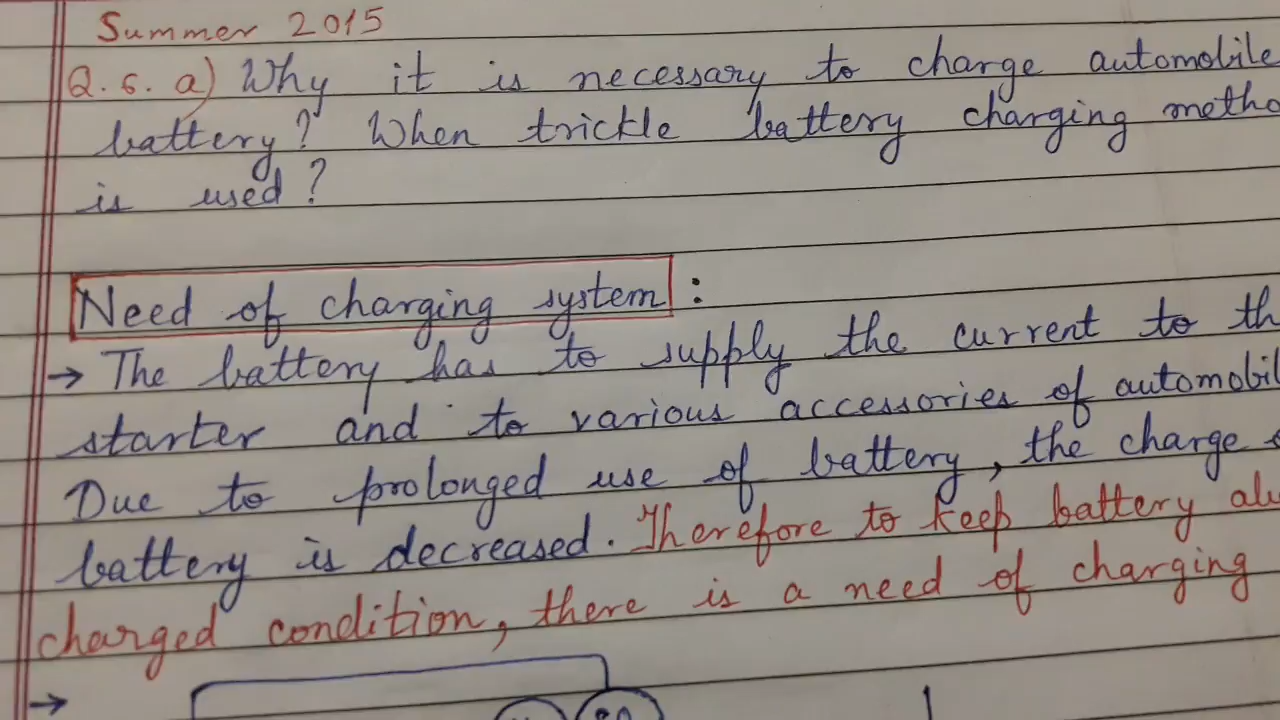 Summer 2015
Q.6. a) Why it is necessary to charge automobile
battery? When trickle battery charging metho
is used?
Need of charging system :
→ The battery has to supply the current to th
starter and to various accessories of automobil
Due to prolonged use of battery, the charge
battery is decreased. Therefore to keep battery
charged condition, there is a need of charging
→